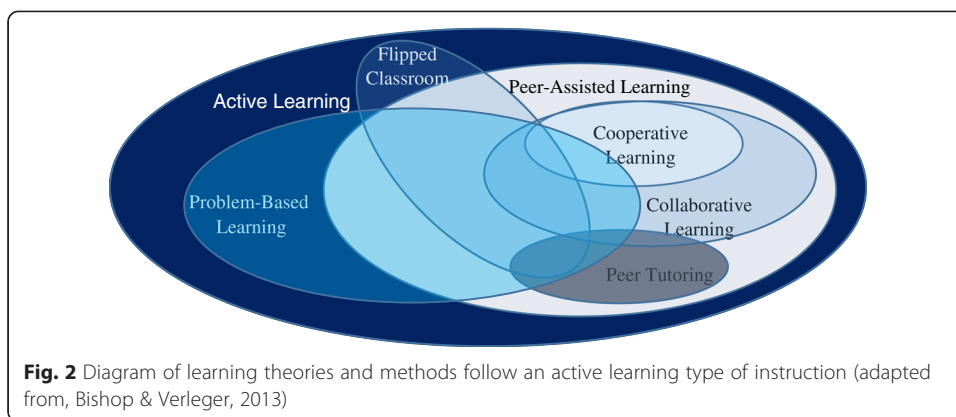 Flipped
Classroom
Active Learning
Peer-Assisted Learning
Cooperative
Learning
Problem-Based
Learning
Collaborative
Learning
Peer Tutoring
Fig. 2 Diagram of learning theories and methods follow an active learning type of instruction (adapted
from, Bishop & Verleger, 2013)